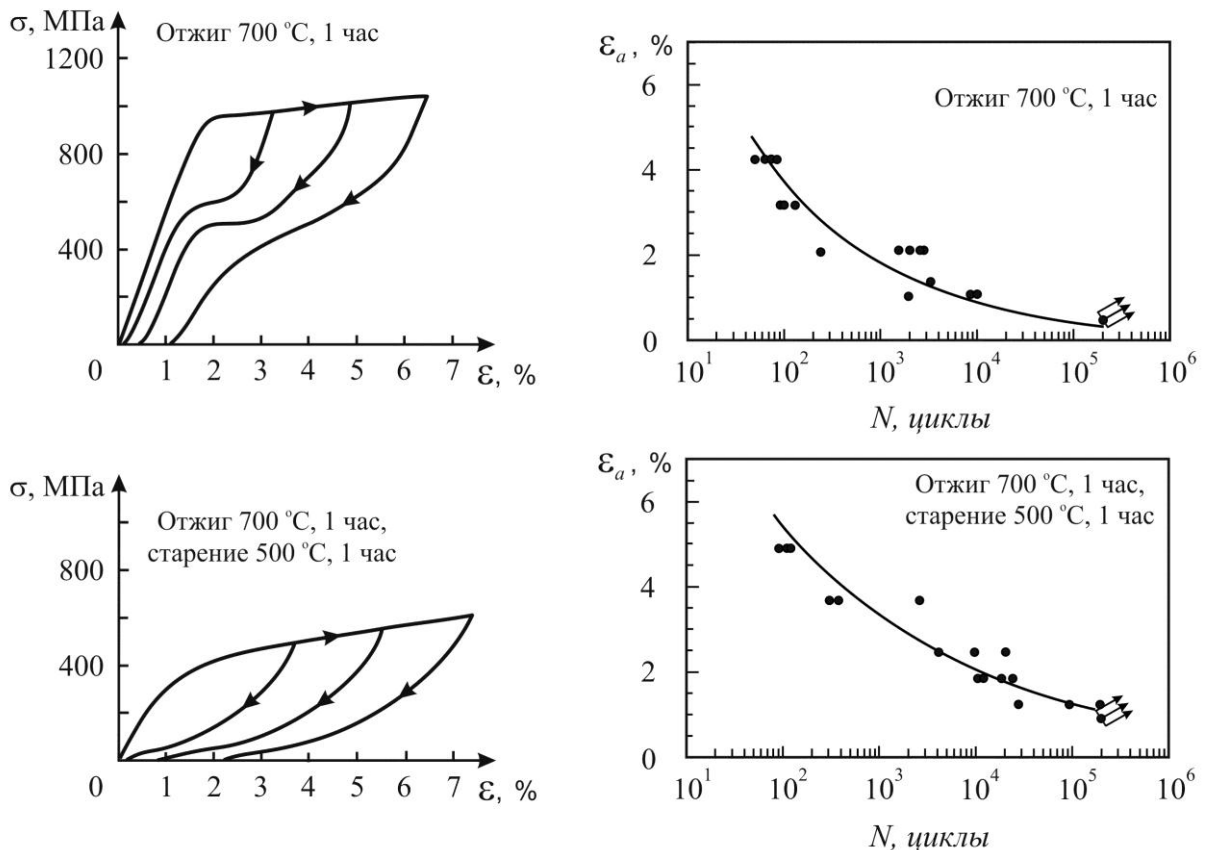 σ, МПа
Отжиг 700 °С, 1 час
1200
800
400
0
1 2 3 4 5 6 7 ε, %
ε_a, %
Отжиг 700 °С, 1 час
6
4
2
0
10^1 10^2 10^3 10^4 10^5 10^6
N, циклы
σ, МПа
Отжиг 700 °С, 1 час,
старение 500 °С, 1 час
800
400
0
1 2 3 4 5 6 7 ε, %
ε_a, %
Отжиг 700 °С, 1 час,
старение 500 °С, 1 час
6
4
2
0
10^1 10^2 10^3 10^4 10^5 10^6
N, циклы